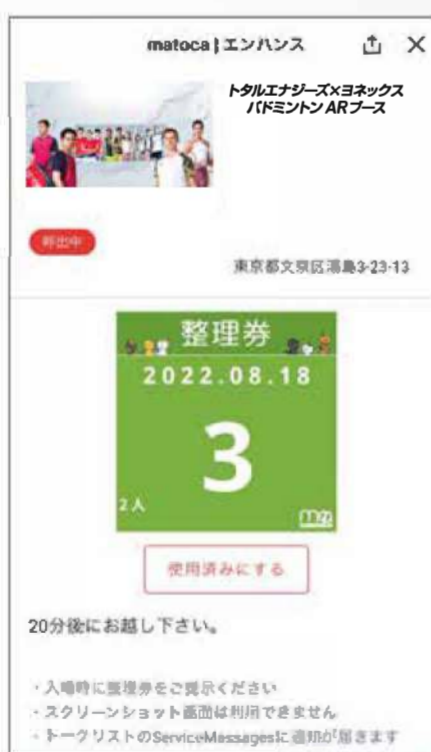 matoca | エンハンス
トタルエナジーズ×ヨネックス
バドミントン ARブース
呼出中
東京都文京区湯島3-23-13
整理券
2022.08.18
3
2人
使用済みにする
20分後にお越し下さい。
・入場時に整理券をご提示ください
・スクリーンショット画面は利用できません
・トークリストのServiceMessagesに通知が届きます